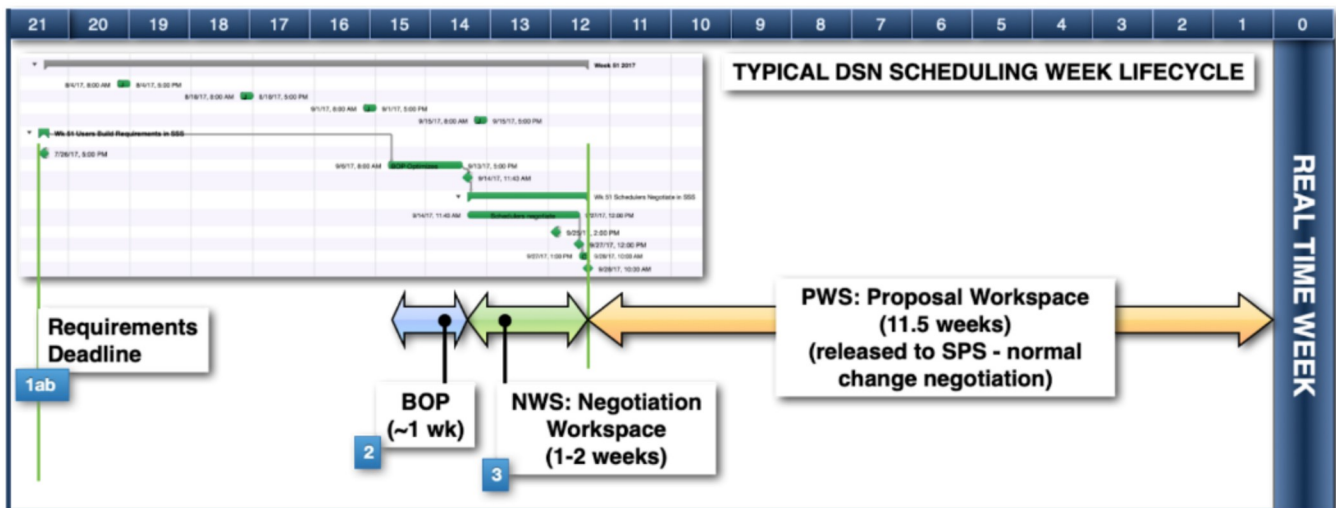 21 20 19 18 17 16 15 14 13 12 11 10 9 8 7 6 5 4 3 2 1 0
TYPICAL DSN SCHEDULING WEEK LIFECYCLE
Week 51 2017
8/4/17, 8:00 AM 8/4/17, 5:00 PM
8/18/17, 8:00 AM 8/18/17, 5:00 PM
9/1/17, 8:00 AM 9/1/17, 5:00 PM
9/15/17, 8:00 AM 9/15/17, 5:00 PM
Wk 51 Users Build Requirements in SSS
7/28/17, 5:00 PM
9/6/17, 8:00 AM BOP Optimizes 9/13/17, 5:00 PM
9/14/17, 11:43 AM
Wk 51 Schedulers Negotiate in SSS
9/14/17, 11:43 AM Schedulers negotiate 12:00 PM
2:00 PM
9/27/17, 12:00 PM
9/27/17, 1:00 PM 9/28/17, 10:00 AM
9/28/17, 10:00 AM
REAL TIME WEEK
Requirements
Deadline
1ab
BOP
(~1 wk)
2
NWS: Negotiation
Workspace
(1-2 weeks)
3
PWS: Proposal Workspace
(11.5 weeks)
(released to SPS - normal
change negotiation)